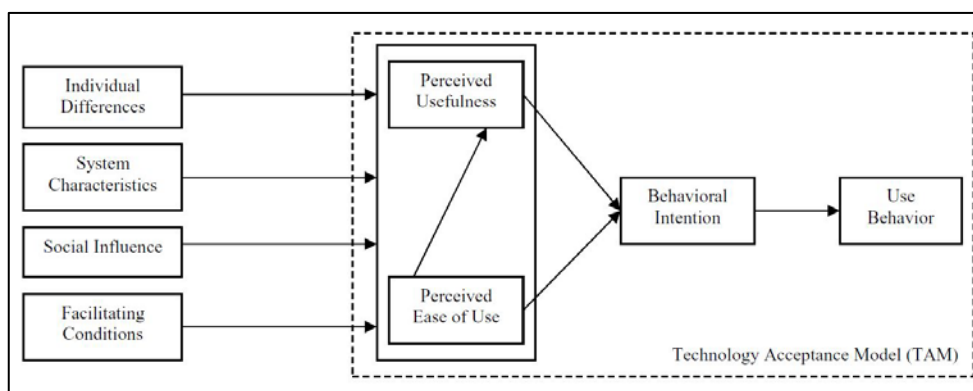 Individual
Differences
System
Characteristics
Social Influence
Facilitating
Conditions
Perceived
Usefulness
Perceived
Ease of Use
Behavioral
Intention
Use
Behavior
Technology Acceptance Model (TAM)